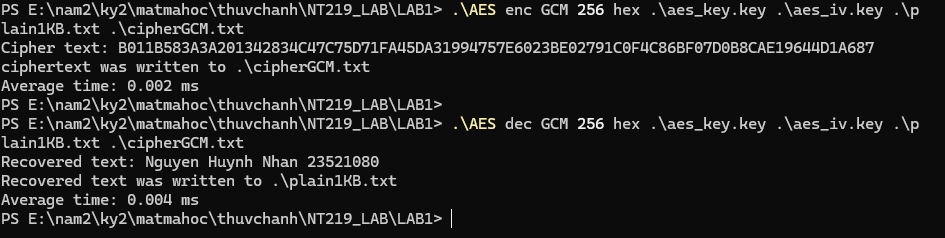 PS E:\nam2\ky2\matmahoc\thuvchanh\NT219_LAB\LAB1> .\AES enc GCM 256 hex .\aes_key.key .\aes_iv.key .\p
lain1KB.txt .\cipherGCM.txt
Cipher text: B011B583A3A201342834C47C75D71FA45DA31994757E6023BE02791C0F4C86BF07D0B8CAE19644D1A687
ciphertext was written to .\cipherGCM.txt
Average time: 0.002 ms
PS E:\nam2\ky2\matmahoc\thuvchanh\NT219_LAB\LAB1>
PS E:\nam2\ky2\matmahoc\thuvchanh\NT219_LAB\LAB1> .\AES dec GCM 256 hex .\aes_key.key .\aes_iv.key .\p
lain1KB.txt .\cipherGCM.txt
Recovered text: Nguyen Huynh Nhan 23521080
Recovered text was written to .\plain1KB.txt
Average time: 0.004 ms
PS E:\nam2\ky2\matmahoc\thuvchanh\NT219_LAB\LAB1>